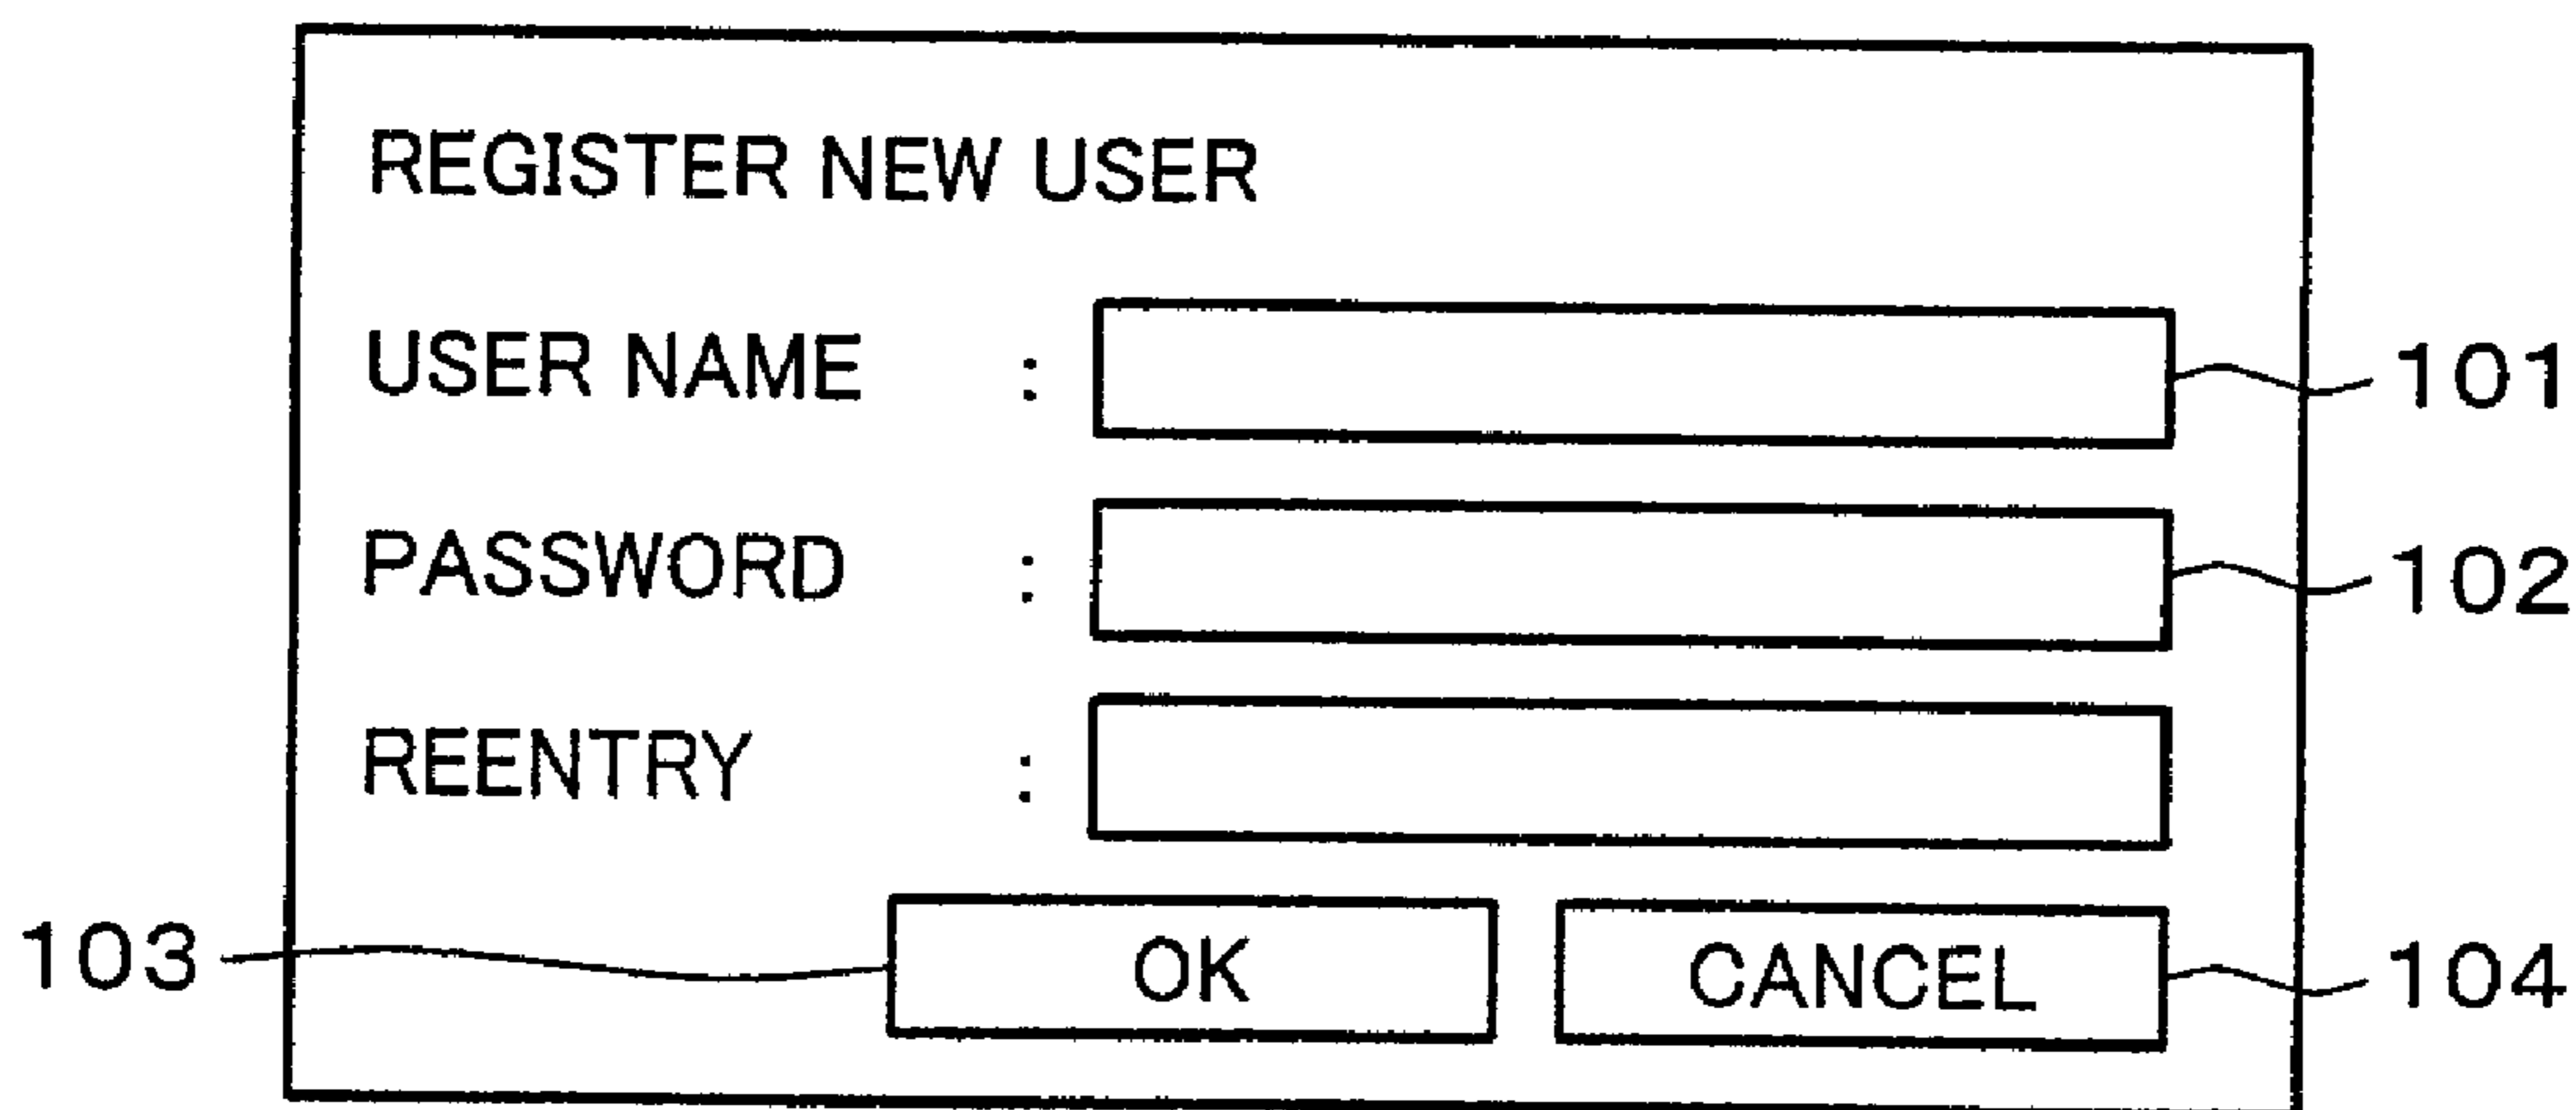 REGISTER NEW USER
USER NAME : 101
PASSWORD : 102
REENTRY :
103 OK CANCEL 104